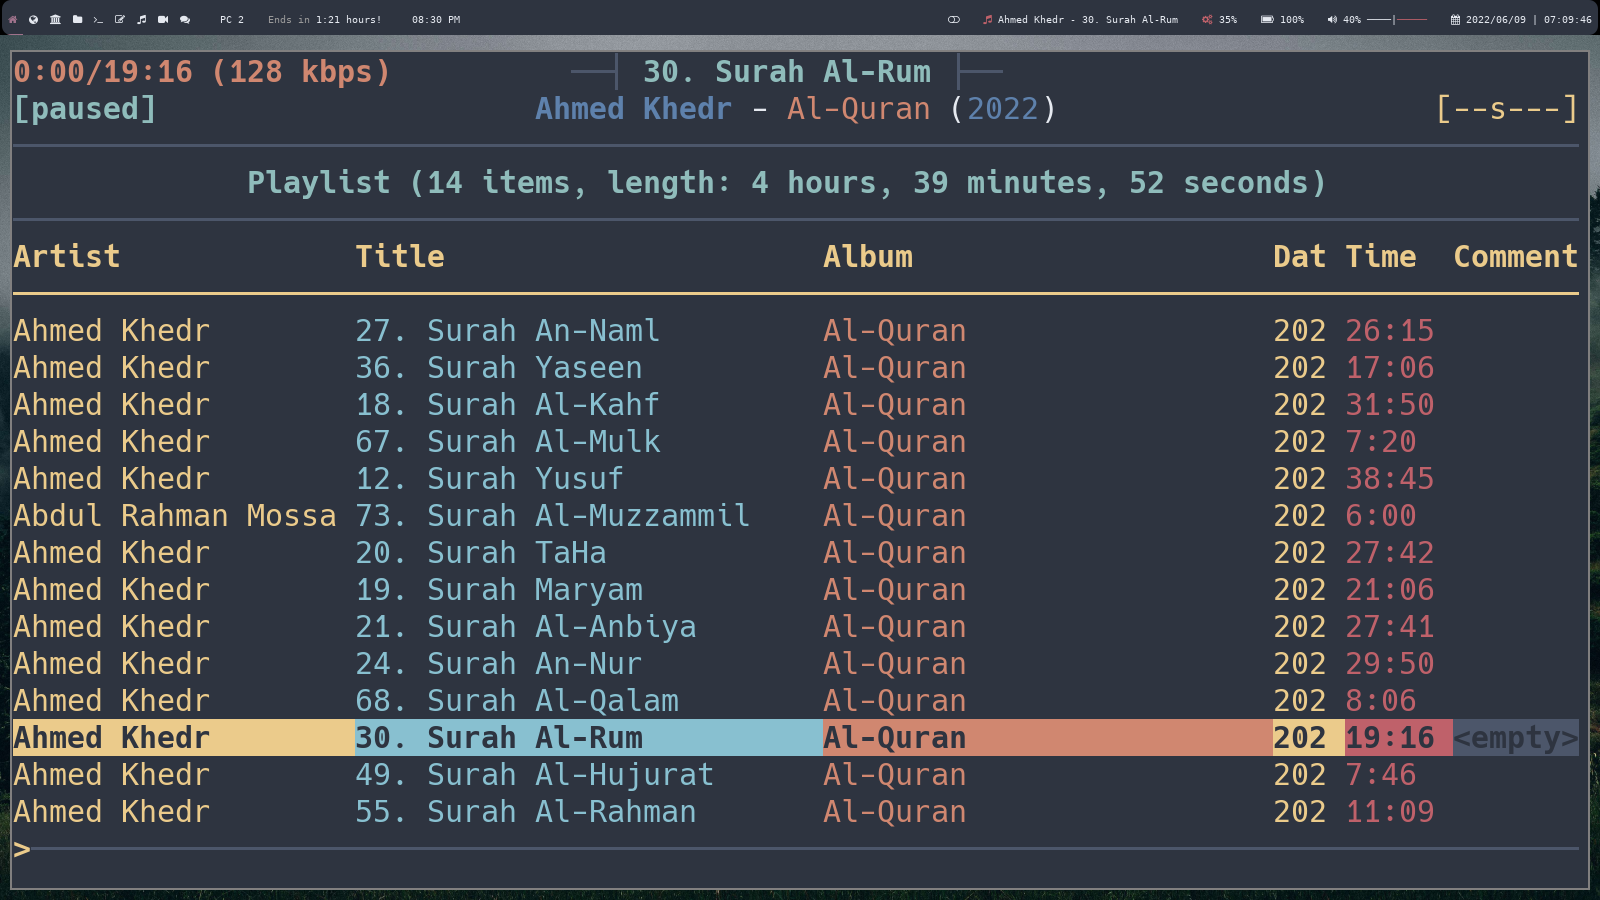 PC 2 Ends in 1:21 hours! 08:30 PM Ahmed Khedr - 30. Surah Al-Rum 35% 100% 40% 2022/06/09 | 07:09:46
0:00/19:16 (128 kbps) 30. Surah Al-Rum
[paused] Ahmed Khedr - Al-Quran (2022) [--s---]
Playlist (14 items, length: 4 hours, 39 minutes, 52 seconds)
Artist Title Album Dat Time Comment
Ahmed Khedr 27. Surah An-Naml Al-Quran 202 26:15
Ahmed Khedr 36. Surah Yaseen Al-Quran 202 17:06
Ahmed Khedr 18. Surah Al-Kahf Al-Quran 202 31:50
Ahmed Khedr 67. Surah Al-Mulk Al-Quran 202 7:20
Ahmed Khedr 12. Surah Yusuf Al-Quran 202 38:45
Abdul Rahman Mossa 73. Surah Al-Muzzammil Al-Quran 202 6:00
Ahmed Khedr 20. Surah TaHa Al-Quran 202 27:42
Ahmed Khedr 19. Surah Maryam Al-Quran 202 21:06
Ahmed Khedr 21. Surah Al-Anbiya Al-Quran 202 27:41
Ahmed Khedr 24. Surah An-Nur Al-Quran 202 29:50
Ahmed Khedr 68. Surah Al-Qalam Al-Quran 202 8:06
Ahmed Khedr 30. Surah Al-Rum Al-Quran 202 19:16 <empty>
Ahmed Khedr 49. Surah Al-Hujurat Al-Quran 202 7:46
Ahmed Khedr 55. Surah Al-Rahman Al-Quran 202 11:09
>